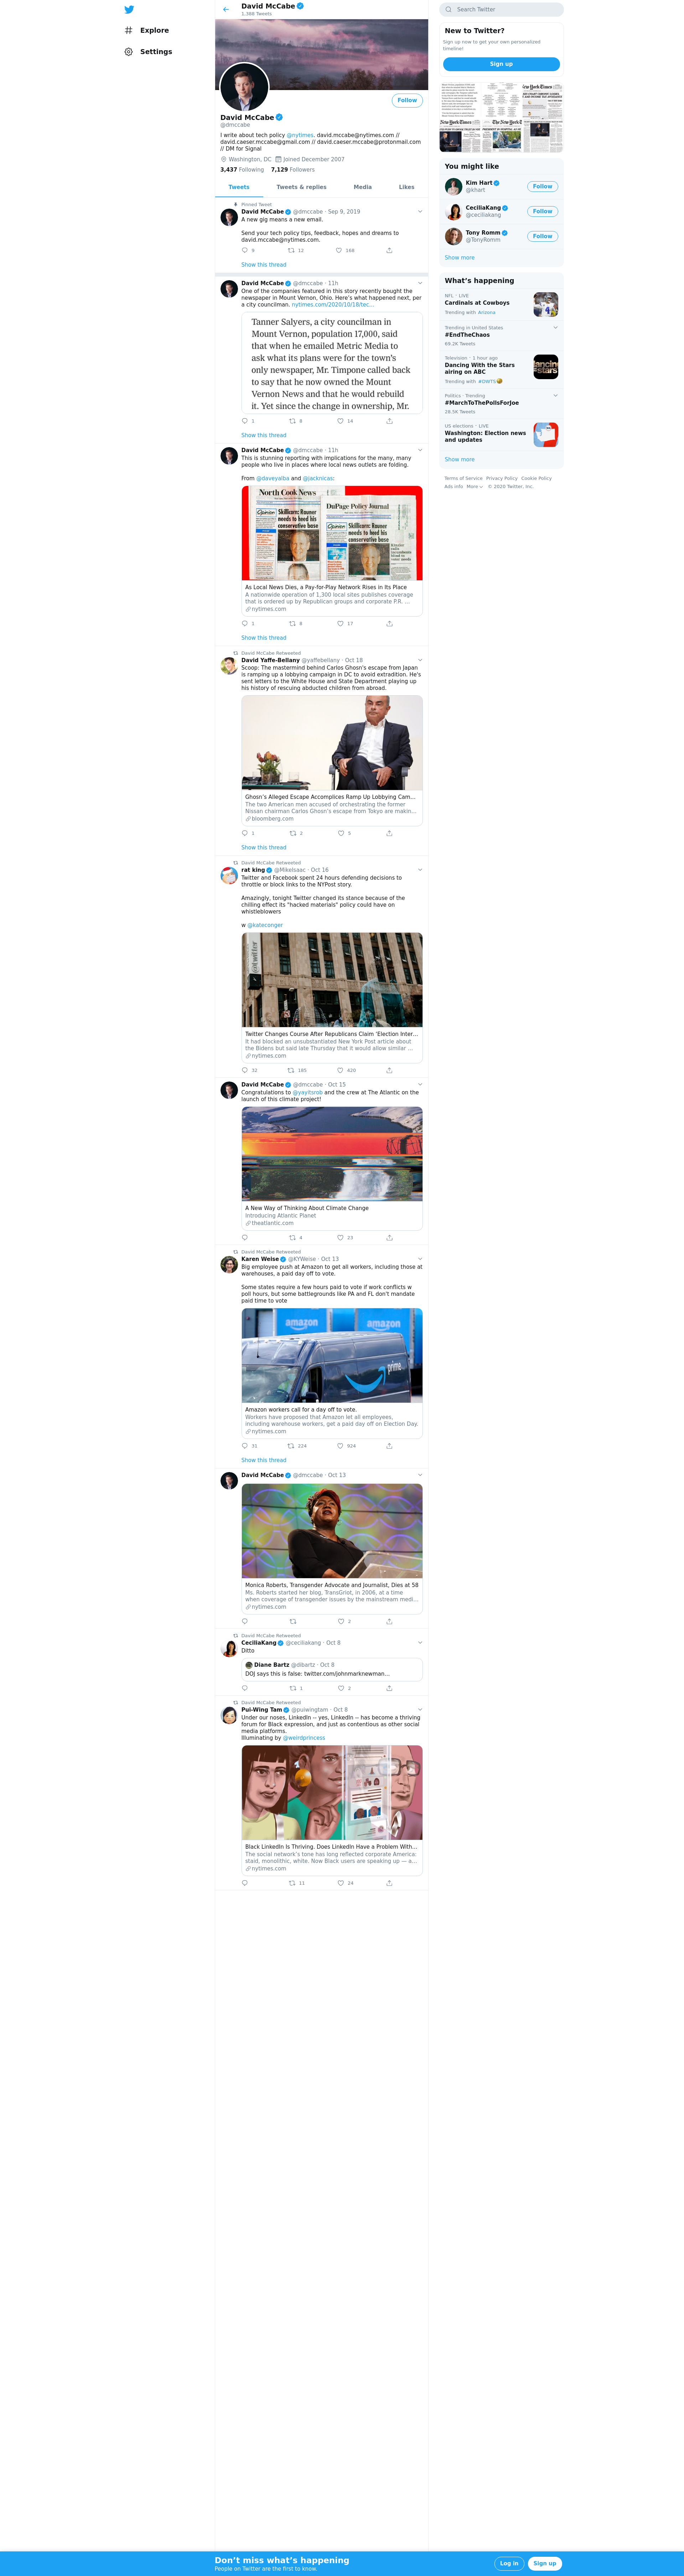 Explore
Settings
David McCabe
1,388 Tweets
Follow
David McCabe
@dmccabe
I write about tech policy @nytimes. david.mccabe@nytimes.com //
david.caeser.mccabe@gmail.com // david.caeser.mccabe@protonmail.com
// DM for Signal
Washington, DC Joined December 2007
3,437 Following 7,129 Followers
Tweets Tweets & replies Media Likes
Pinned Tweet
David McCabe @dmccabe · Sep 9, 2019
A new gig means a new email.
Send your tech policy tips, feedback, hopes and dreams to
david.mccabe@nytimes.com.
12 168
Show this thread
David McCabe @dmccabe · 11h
One of the companies featured in this story recently bought the
newspaper in Mount Vernon, Ohio. Here's what happened next, per
a city councilman. nytimes.com/2020/10/18/tec...
Tanner Salyers, a city councilman in
Mount Vernon, population 17,000, said
that when he emailed Metric Media to
ask what its plans were for the town's
only newspaper, Mr. Timpone called back
to say that he now owned the Mount
Vernon News and that he would rebuild
it. Yet since the change in ownership, Mr.
1 8 14
Show this thread
David McCabe @dmccabe · 11h
This is stunning reporting with implications for the many, many
people who live in places where local news outlets are folding.
From @daveyalba and @jacknicas:
North Cook News
DuPage Policy Journal
Opinion
Skillicorn: Rauner
needs to heed his
conservative base
Opinion
Skillicorn: Rauner
needs to heed his
conservative base
As Local News Dies, a Pay-for-Play Network Rises in Its Place
A nationwide operation of 1,300 local sites publishes coverage
that is ordered up by Republican groups and corporate P.R. ...
nytimes.com
1 8 17
Show this thread
David McCabe Retweeted
David Yaffe-Bellany @yaffebellany · Oct 18
Scoop: The mastermind behind Carlos Ghosn's escape from Japan
is ramping up a lobbying campaign in DC to avoid extradition. He's
sent letters to the White House and State Department playing up
his history of rescuing abducted children from abroad.
Ghosn's Alleged Escape Accomplices Ramp Up Lobbying Cam...
The two American men accused of orchestrating the former
Nissan chairman Carlos Ghosn's escape from Tokyo are makin...
bloomberg.com
1 2 5
Show this thread
David McCabe Retweeted
rat king @MikeIsaac · Oct 16
Twitter and Facebook spent 24 hours defending decisions to
throttle or block links to the NYPost story.
Amazingly, tonight Twitter changed its stance because of the
chilling effect its "hacked materials" policy could have on
whistleblowers
w @kateconger
Twitter Changes Course After Republicans Claim 'Election Inter...
It had blocked an unsubstantiated New York Post article about
the Bidens but said late Thursday that it would allow similar ...
nytimes.com
32 185 420
David McCabe @dmccabe · Oct 15
Congratulations to @yayitsrob and the crew at The Atlantic on the
launch of this climate project!
A New Way of Thinking About Climate Change
Introducing Atlantic Planet
theatlantic.com
4 23
David McCabe Retweeted
Karen Weise @KYWeise · Oct 13
Big employee push at Amazon to get all workers, including those at
warehouses, a paid day off to vote.
Some states require a few hours paid to vote if work conflicts w
poll hours, but some battlegrounds like PA and FL don't mandate
paid time to vote
amazon amazon
prime
Amazon workers call for a day off to vote.
Workers have proposed that Amazon let all employees,
including warehouse workers, get a paid day off on Election Day.
nytimes.com
31 224 924
Show this thread
David McCabe @dmccabe · Oct 13
Monica Roberts, Transgender Advocate and Journalist, Dies at 58
Ms. Roberts started her blog, TransGriot, in 2006, at a time
when coverage of transgender issues by the mainstream medi...
nytimes.com
2
David McCabe Retweeted
CeciliaKang @ceciliakang · Oct 8
Ditto
Diane Bartz @dibartz · Oct 8
DOJ says this is false: twitter.com/johnmarknewman...
1 2
David McCabe Retweeted
Pui-Wing Tam @puiwingtam · Oct 8
Under our noses, LinkedIn -- yes, LinkedIn -- has become a thriving
forum for Black expression, and just as contentious as other social
media platforms.
Illuminating by @weirdprincess
Black LinkedIn Is Thriving. Does LinkedIn Have a Problem With...
The social network's tone has long reflected corporate America:
staid, monolithic, white. Now Black users are speaking up — a...
nytimes.com
11 24
Search Twitter
New to Twitter?
Sign up now to get your own personalized
timeline!
Sign up
You might like
Kim Hart
@khart
Follow
CeciliaKang
@ceciliakang
Follow
Tony Romm
@TonyRomm
Follow
Show more
What's happening
NFL · LIVE
Cardinals at Cowboys
Trending with Arizona
Trending in United States
#EndTheChaos
69.2K Tweets
Television · 1 hour ago
Dancing With the Stars
airing on ABC
Trending with #DWTS
Politics · Trending
#MarchToThePollsForJoe
28.5K Tweets
US elections · LIVE
Washington: Election news
and updates
Show more
Terms of Service Privacy Policy Cookie Policy
Ads info More © 2020 Twitter, Inc.
Don't miss what's happening
People on Twitter are the first to know.
Log in Sign up